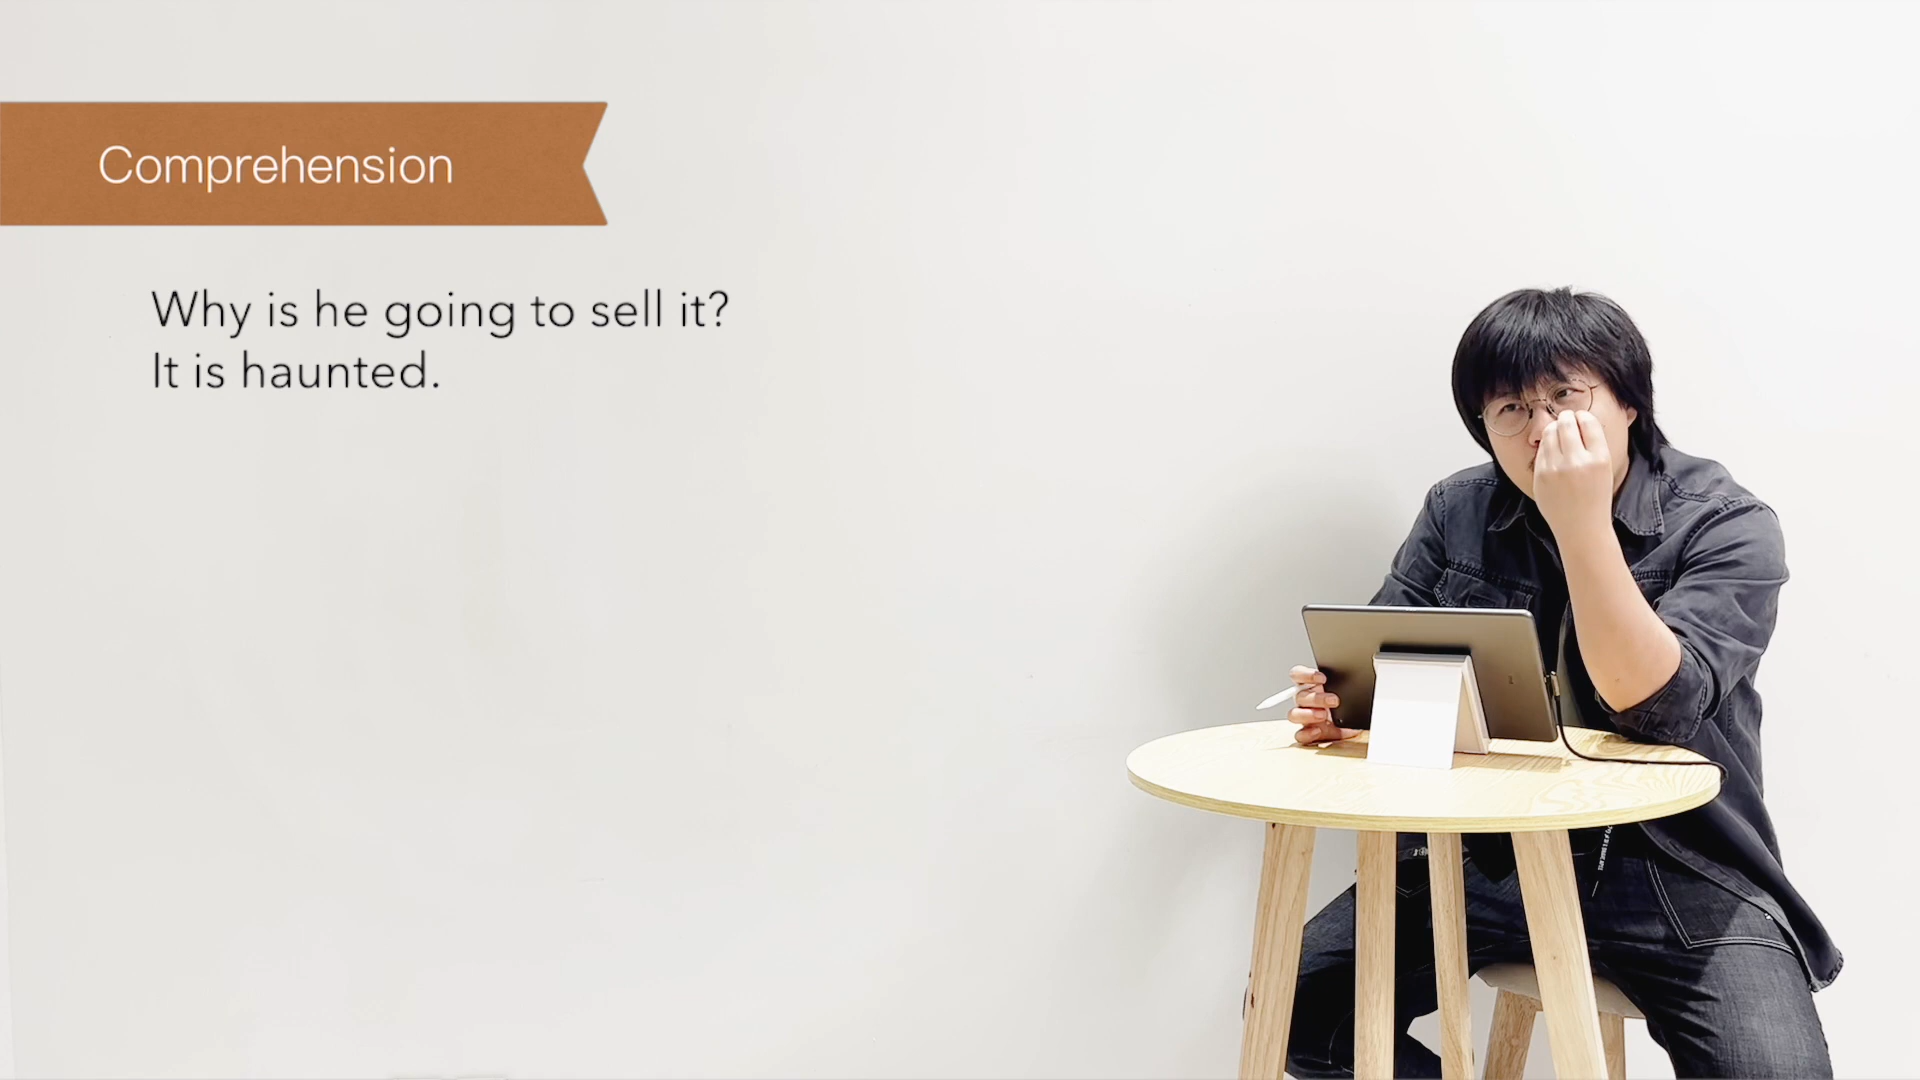 Comprehension
Why is he going to sell it?
It is haunted.